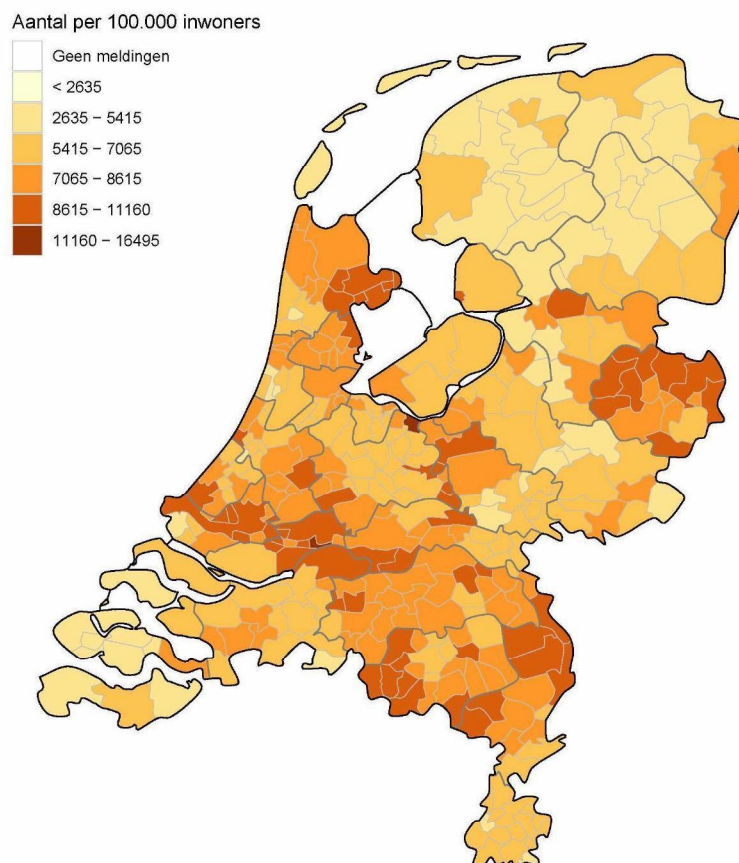 Aantal per 100.000 inwoners
Geen meldingen
< 2635
2635 – 5415
5415 – 7065
7065 – 8615
8615 – 11160
11160 – 16495